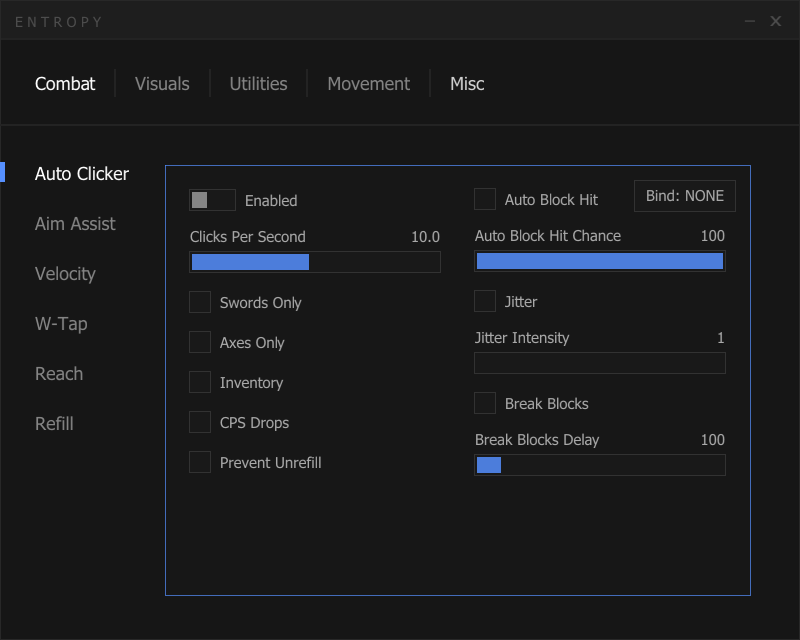 ENTROPY
Combat
Visuals
Utilities
Movement
Misc
Auto Clicker
Aim Assist
Velocity
W-Tap
Reach
Refill
Enabled
Clicks Per Second 10.0
Swords Only
Axes Only
Inventory
CPS Drops
Prevent Unrefill
Auto Block Hit
Bind: NONE
Auto Block Hit Chance 100
Jitter
Jitter Intensity 1
Break Blocks
Break Blocks Delay 100